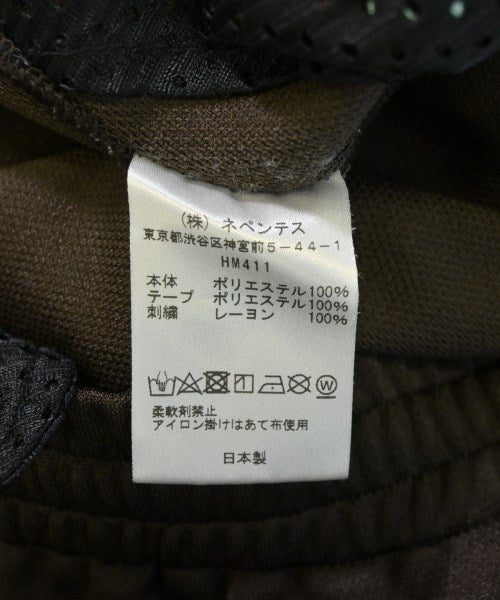 (株) ネペンテス
東京都渋谷区神宮前5-44-1
HM411
本体 ポリエステル100%
テープ ポリエステル100%
刺繍 レーヨン 100%
W
柔軟剤禁止
アイロン掛けはあて布使用
日本製